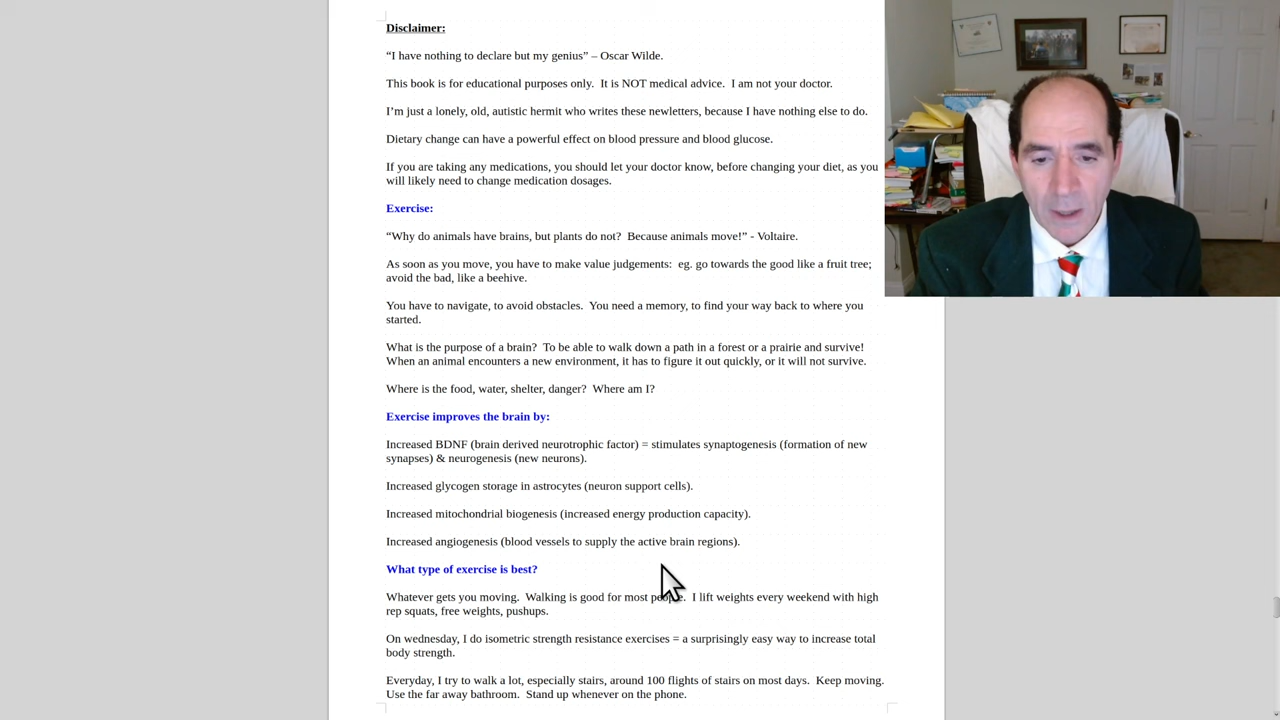 Disclaimer:
“I have nothing to declare but my genius” – Oscar Wilde.
This book is for educational purposes only.  It is NOT medical advice.  I am not your doctor.
I’m just a lonely, old, autistic hermit who writes these newletters, because I have nothing else to do.
Dietary change can have a powerful effect on blood pressure and blood glucose.
If you are taking any medications, you should let your doctor know, before changing your diet, as you
will likely need to change medication dosages.
Exercise:
“Why do animals have brains, but plants do not?  Because animals move!” - Voltaire.
As soon as you move, you have to make value judgements:  eg. go towards the good like a fruit tree;
avoid the bad, like a beehive.
You have to navigate, to avoid obstacles.  You need a memory, to find your way back to where you
started.
What is the purpose of a brain?  To be able to walk down a path in a forest or a prairie and survive!
When an animal encounters a new environment, it has to figure it out quickly, or it will not survive.
Where is the food, water, shelter, danger?  Where am I?
Exercise improves the brain by:
Increased BDNF (brain derived neurotrophic factor) = stimulates synaptogenesis (formation of new
synapses) & neurogenesis (new neurons).
Increased glycogen storage in astrocytes (neuron support cells).
Increased mitochondrial biogenesis (increased energy production capacity).
Increased angiogenesis (blood vessels to supply the active brain regions).
What type of exercise is best?
Whatever gets you moving.  Walking is good for most people.  I lift weights every weekend with high
rep squats, free weights, pushups.
On wednesday, I do isometric strength resistance exercises = a surprisingly easy way to increase total
body strength.
Everyday, I try to walk a lot, especially stairs, around 100 flights of stairs on most days.  Keep moving.
Use the far away bathroom.  Stand up whenever on the phone.